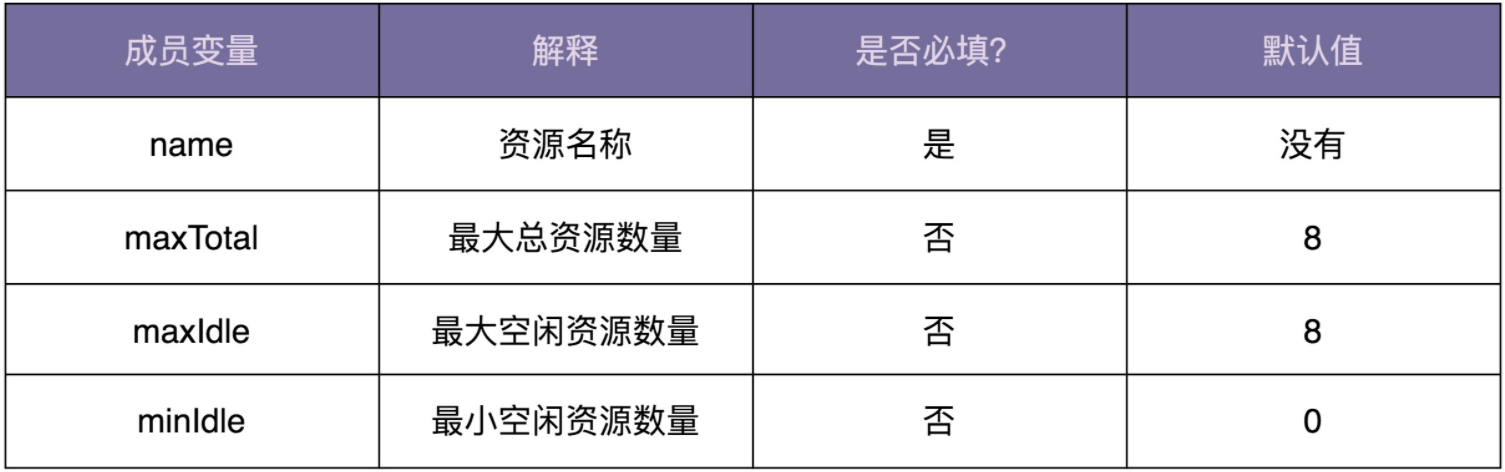 成员变量 解释 是否必填? 默认值
name 资源名称 是 没有
maxTotal 最大总资源数量 否 8
maxIdle 最大空闲资源数量 否 8
minIdle 最小空闲资源数量 否 0